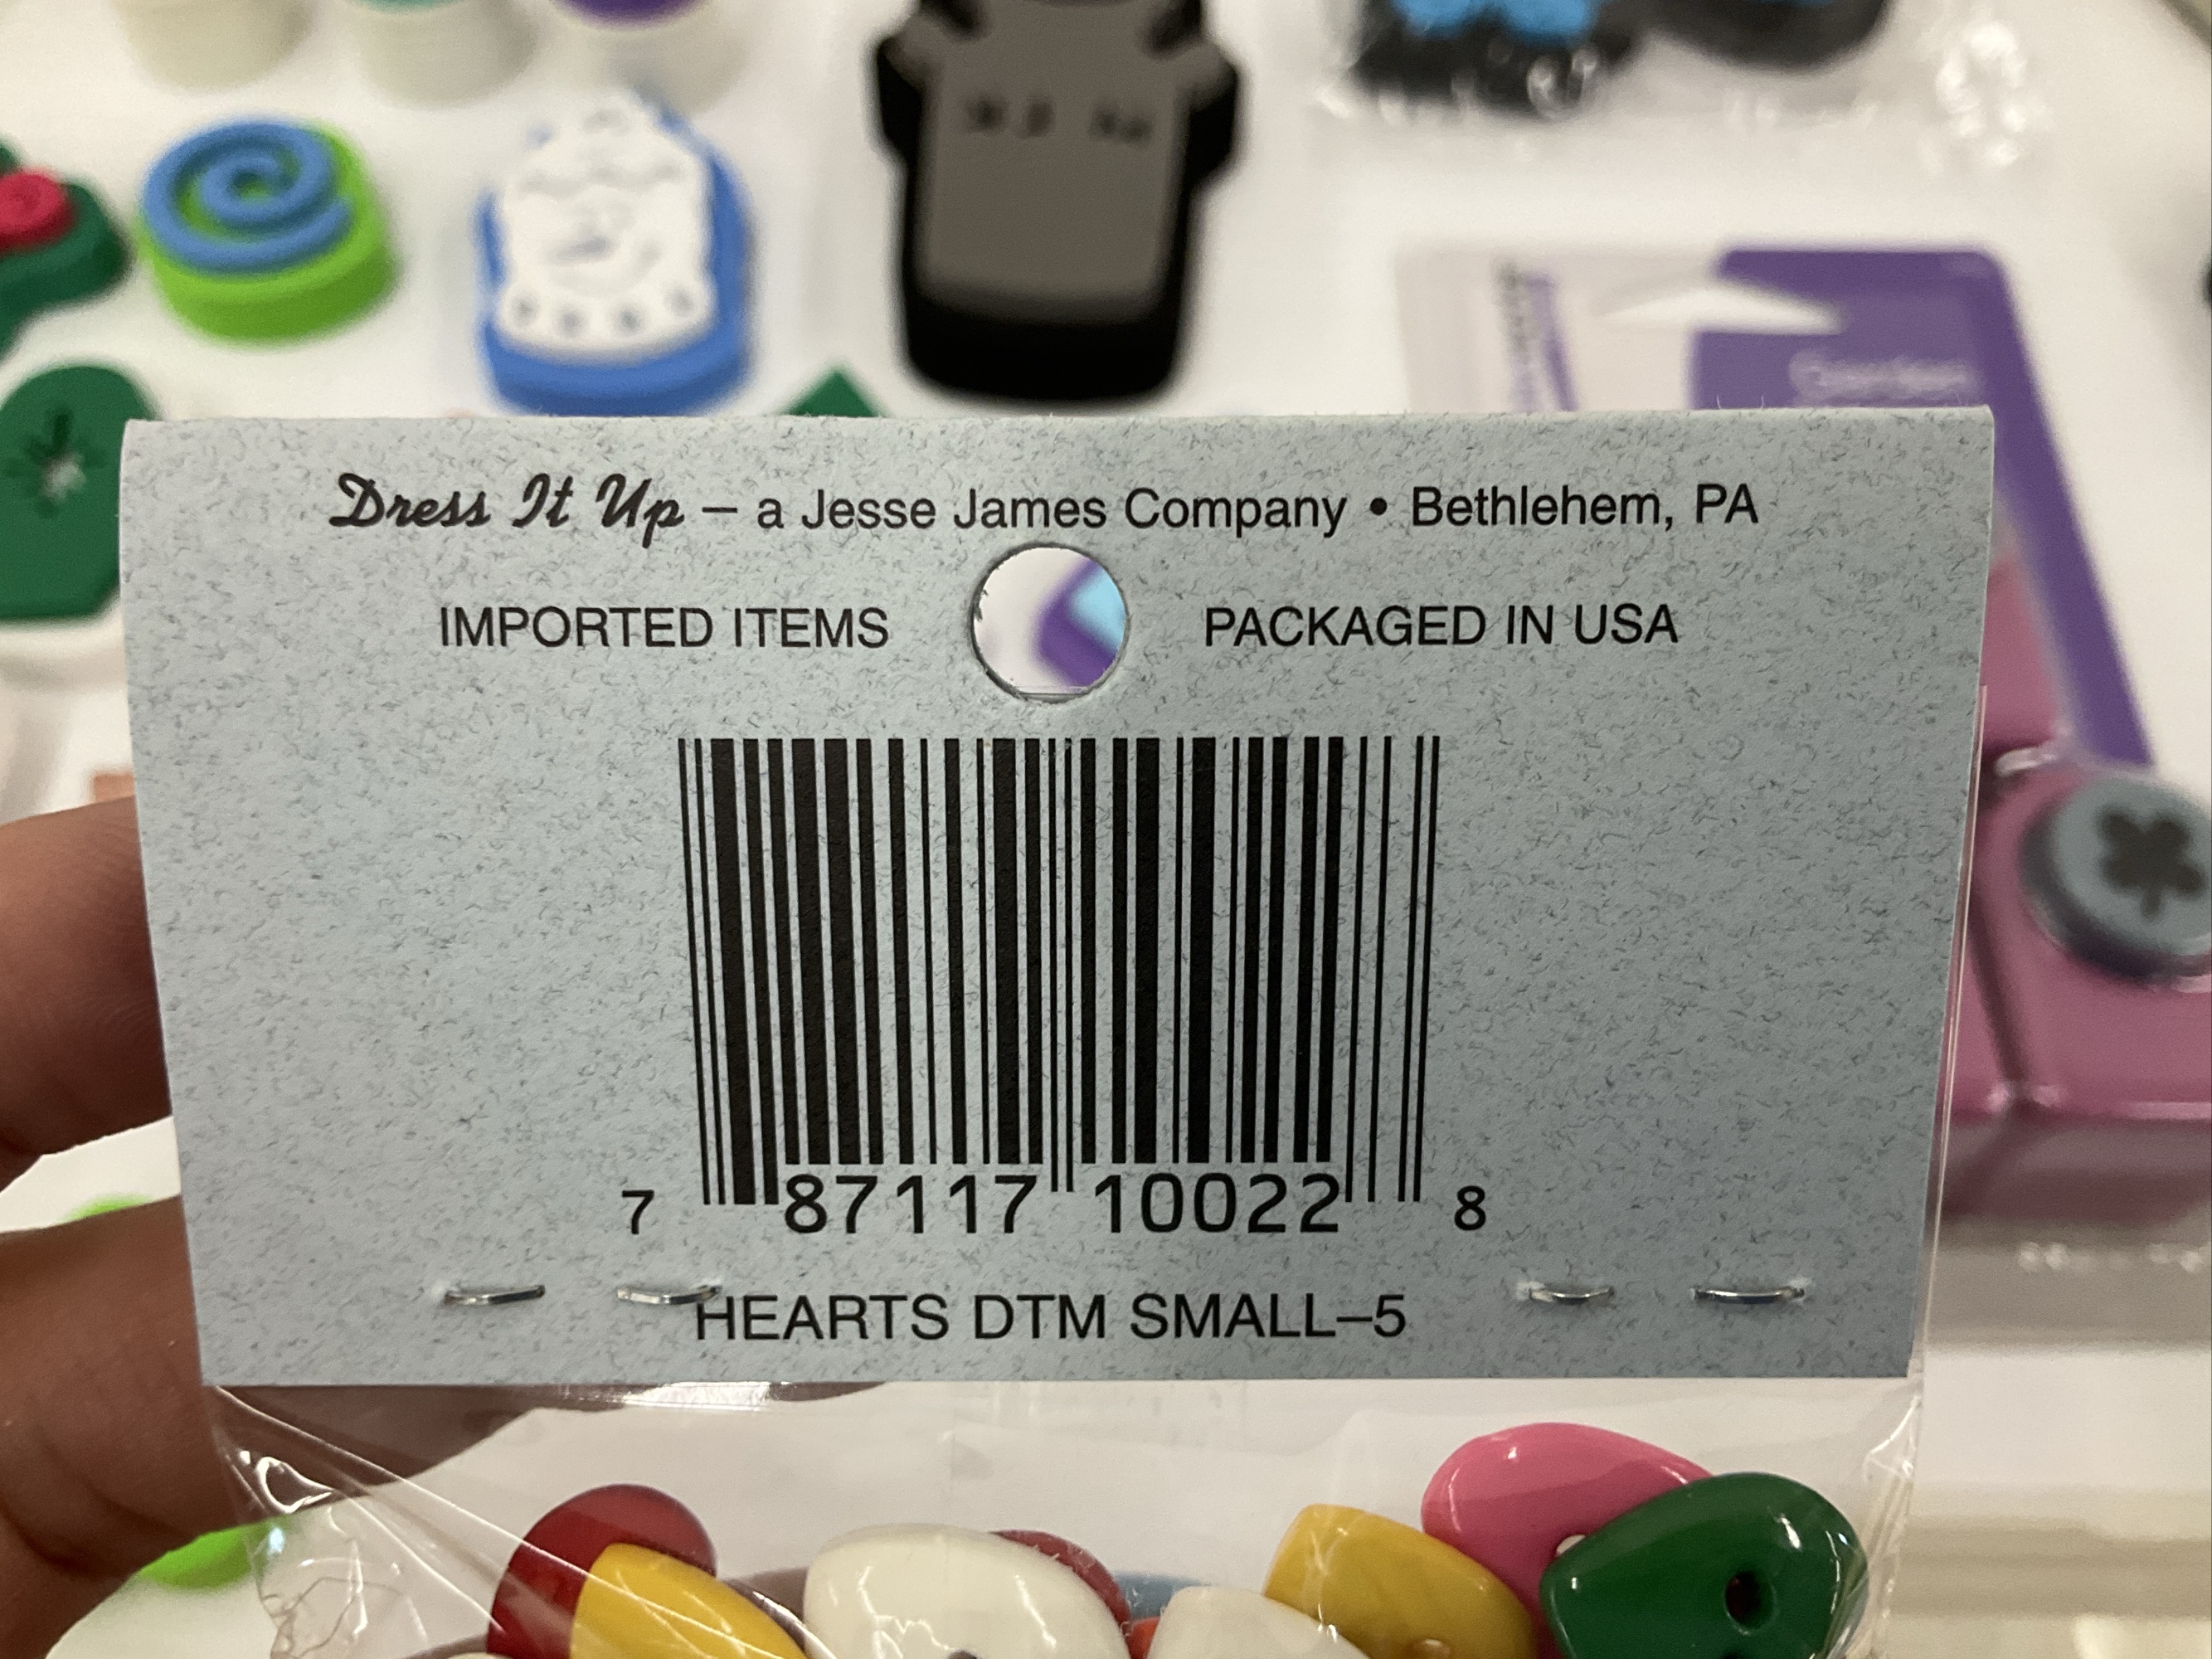 Dress It Up – a Jesse James Company • Bethlehem, PA
IMPORTED ITEMS PACKAGED IN USA
7 87117 10022 8
HEARTS DTM SMALL–5